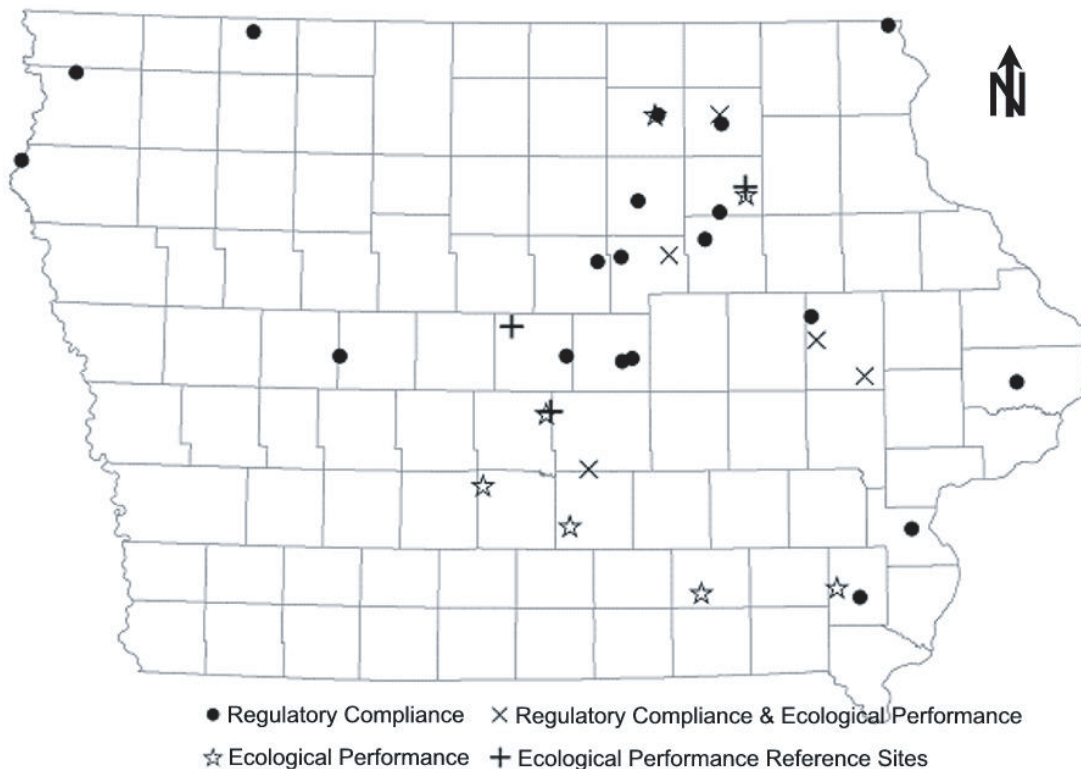 N
Regulatory Compliance
Regulatory Compliance & Ecological Performance
Ecological Performance
Ecological Performance Reference Sites